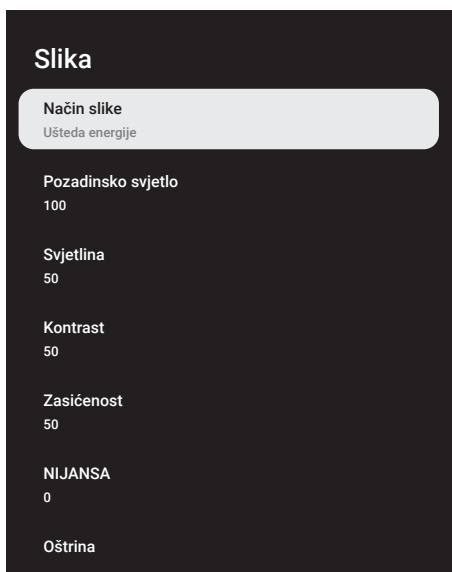 Slika
Način slike
Ušteda energije
Pozadinsko svjetlo
100
Svjetlina
50
Kontrast
50
Zasićenost
50
NIJANSA
0
Oštrina